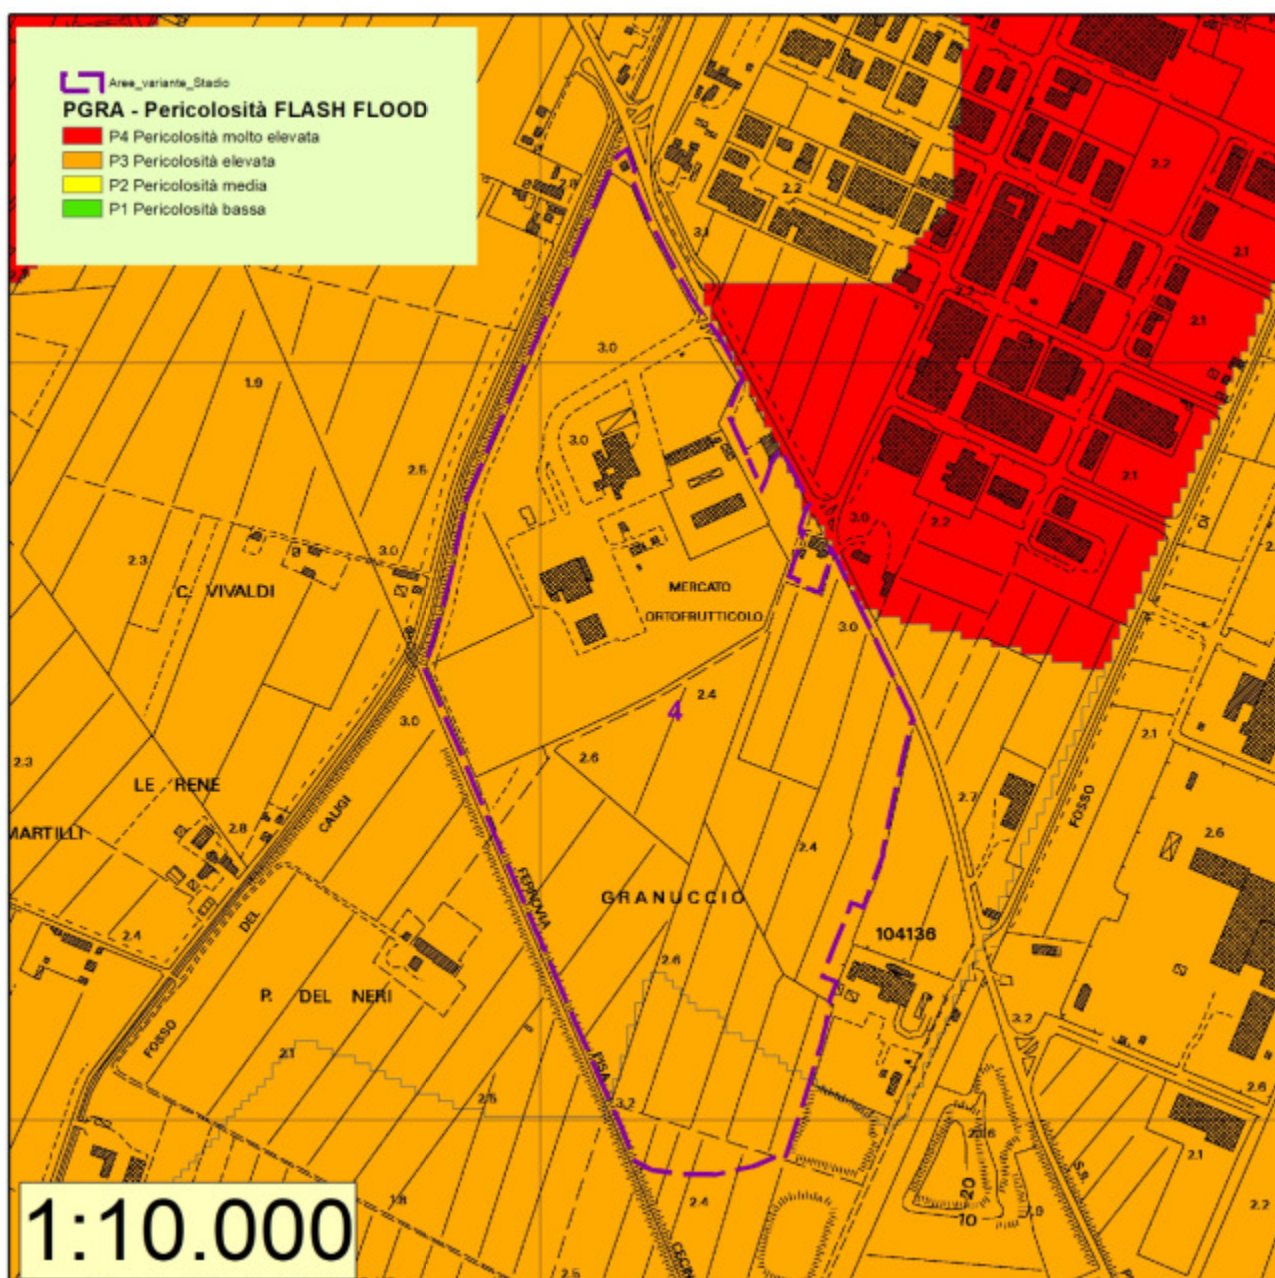 Aree_variante_Stadio
PGRA - Pericolosità FLASH FLOOD
P4 Pericolosità molto elevata
P3 Pericolosità elevata
P2 Pericolosità media
P1 Pericolosità bassa
2.2
2.2
3.1
2.1
2.1
3.0
1.9
3.0
2.5
2.1
3.0
2.2
2.3
3.0
C. VIVALDI
MERCATO
ORTOFRUTTICOLO
3.0
DI
2.4
4
3.0
2.1
2.3
2.6
LE RENE
2.7
FOSSO
MARTILLI
2.8
CALIGI
2.6
2.4
FERROVIA
GRANUCCIO
DEL
2.4
104136
2.6
P. DEL NERI
3.2
FOSSO
2.1
PISA
2.5
3.2
2.6
2.1
S.S.
20
10
1.8
2.4
2.2
1:10.000
2.5